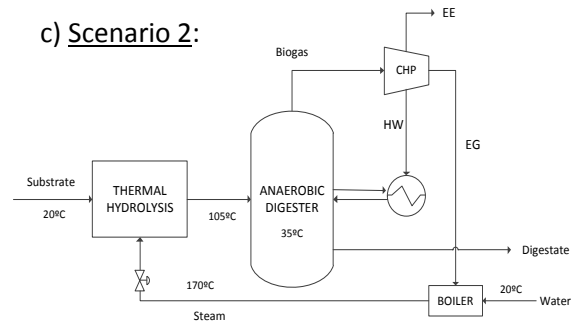 c) Scenario 2:
EE
Biogas
CHP
HW
EG
Substrate
20ºC
THERMAL
HYDROLYSIS
105ºC
ANAEROBIC
DIGESTER
35ºC
Digestate
170ºC
Steam
BOILER
20ºC
Water